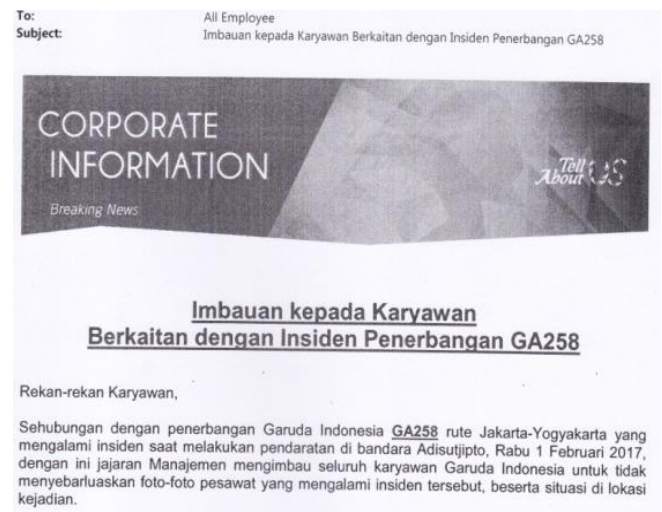 To: All Employee
Subject: Imbauan kepada Karyawan Berkaitan dengan Insiden Penerbangan GA258
CORPORATE
INFORMATION
Tell
About US
Breaking News
Imbauan kepada Karyawan
Berkaitan dengan Insiden Penerbangan GA258
Rekan-rekan Karyawan,
Sehubungan dengan penerbangan Garuda Indonesia GA258 rute Jakarta-Yogyakarta yang
mengalami insiden saat melakukan pendaratan di bandara Adisutjipto, Rabu 1 Februari 2017,
dengan ini jajaran Manajemen mengimbau seluruh karyawan Garuda Indonesia untuk tidak
menyebarluaskan foto-foto pesawat yang mengalami insiden tersebut, beserta situasi di lokasi
kejadian.